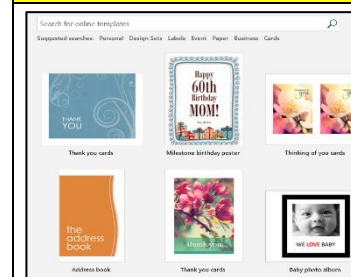 Search for online templates
Suggested searches: Personal Design Sets Labels Event Paper Business Cards
THANK
YOU
Happy
60th
Birthday
MOM!
Thank you cards
Milestone birthday poster
Thinking of you cards
the
address
book
Thank you
WE LOVE BABY
Address book
Thank you cards
Baby photo album